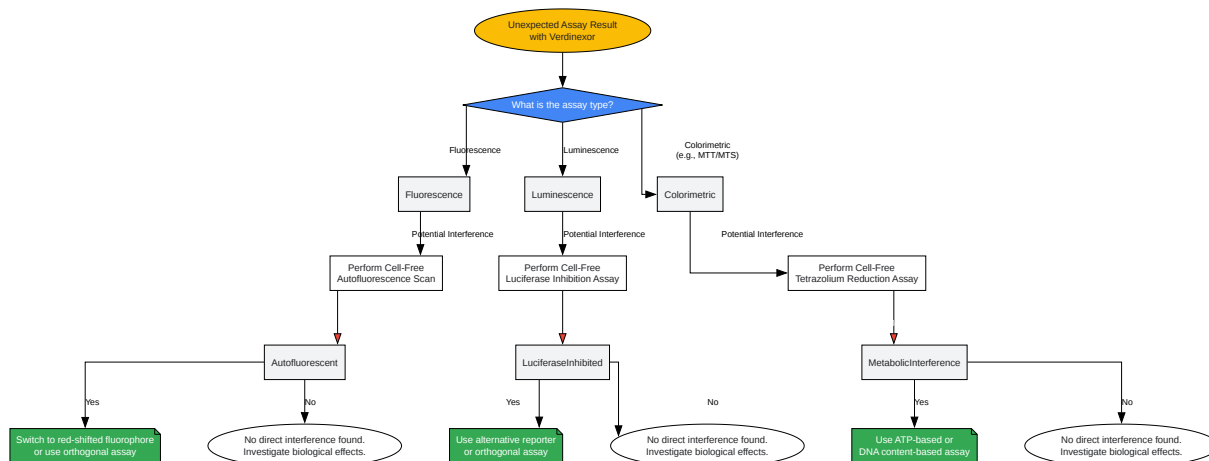 Unexpected Assay Result
with Verdinexor
What is the assay type?
Fluorescence
Luminescence
Colorimetric
(e.g., MTT/MTS)
Fluorescence
Luminescence
Colorimetric
Potential Interference
Potential Interference
Potential Interference
Perform Cell-Free
Autofluorescence Scan
Perform Cell-Free
Luciferase Inhibition Assay
Perform Cell-Free
Tetrazolium Reduction Assay
Autofluorescent
LuciferaseInhibited
MetabolicInterference
Yes
No
Yes
No
Yes
No
Switch to red-shifted fluorophore
or use orthogonal assay
No direct interference found.
Investigate biological effects.
Use alternative reporter
or orthogonal assay
No direct interference found.
Investigate biological effects.
Use ATP-based or
DNA content-based assay
No direct interference found.
Investigate biological effects.